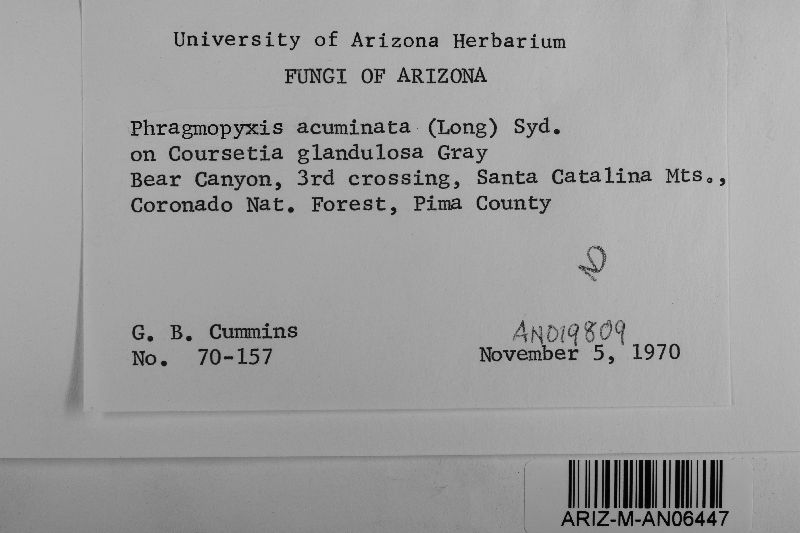 University of Arizona Herbarium
FUNGI OF ARIZONA
Phragmopyxis acuminata (Long) Syd.
on Coursetia glandulosa Gray
Bear Canyon, 3rd crossing, Santa Catalina Mts.,
Coronado Nat. Forest, Pima County
G. B. Cummins
No. 70-157
AN019809
November 5, 1970
ARIZ-M-AN06447